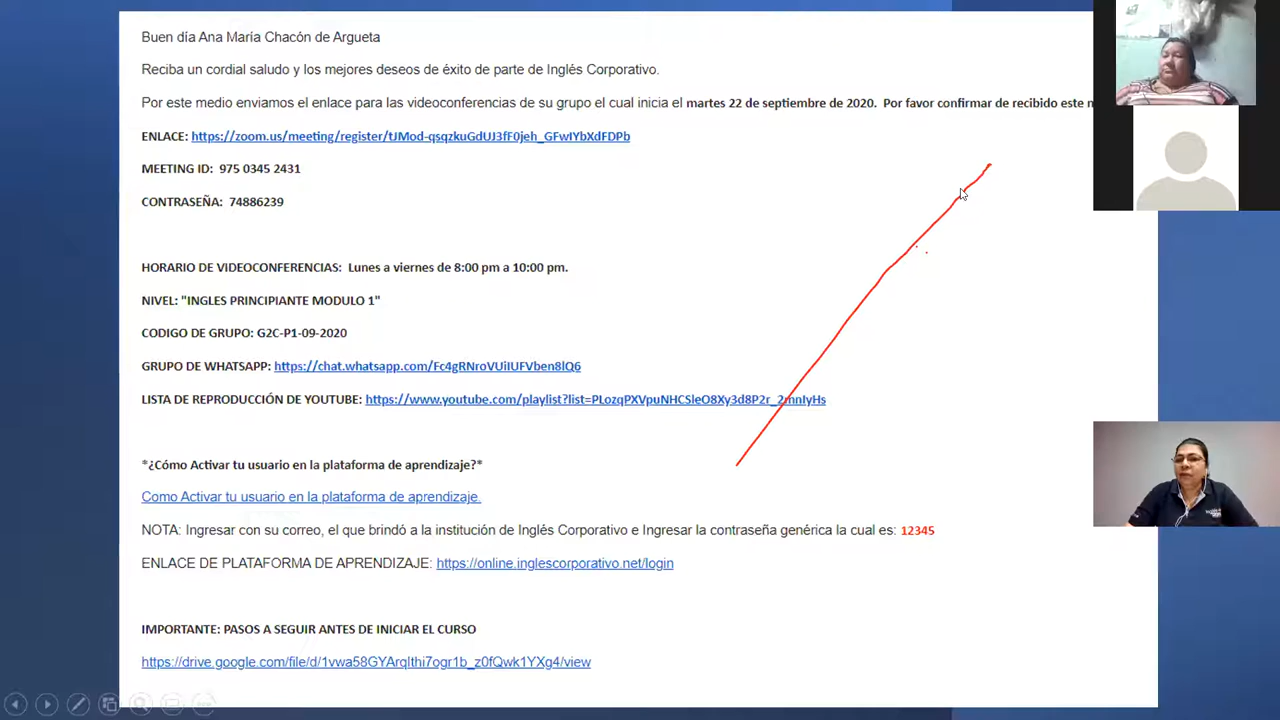 Buen día Ana María Chacón de Argueta
Reciba un cordial saludo y los mejores deseos de éxito de parte de Inglés Corporativo.
Por este medio enviamos el enlace para las videoconferencias de su grupo el cual inicia el martes 22 de septiembre de 2020. Por favor confirmar de recibido este
ENLACE: https://zoom.us/meeting/register/tJMod-qsqzkuGdUJ3fF0jeh_GFwIYbXdFDPb
MEETING ID: 975 0345 2431
CONTRASEÑA: 74886239
HORARIO DE VIDEOCONFERENCIAS: Lunes a viernes de 8:00 pm a 10:00 pm.
NIVEL: "INGLES PRINCIPIANTE MODULO 1"
CODIGO DE GRUPO: G2C-P1-09-2020
GRUPO DE WHATSAPP: https://chat.whatsapp.com/Fc4gRNroVUiIUFVben8lQ6
LISTA DE REPRODUCCIÓN DE YOUTUBE: https://www.youtube.com/playlist?list=PLozqPXVpuNHCSleO8Xy3d8P2r_2mnIyHs
*¿Cómo Activar tu usuario en la plataforma de aprendizaje?*
Como Activar tu usuario en la plataforma de aprendizaje.
NOTA: Ingresar con su correo, el que brindó a la institución de Inglés Corporativo e Ingresar la contraseña genérica la cual es: 12345
ENLACE DE PLATAFORMA DE APRENDIZAJE: https://online.inglescorporativo.net/login
IMPORTANTE: PASOS A SEGUIR ANTES DE INICIAR EL CURSO
https://drive.google.com/file/d/1vwa58GYArqIthi7ogr1b_z0fQwk1YXg4/view